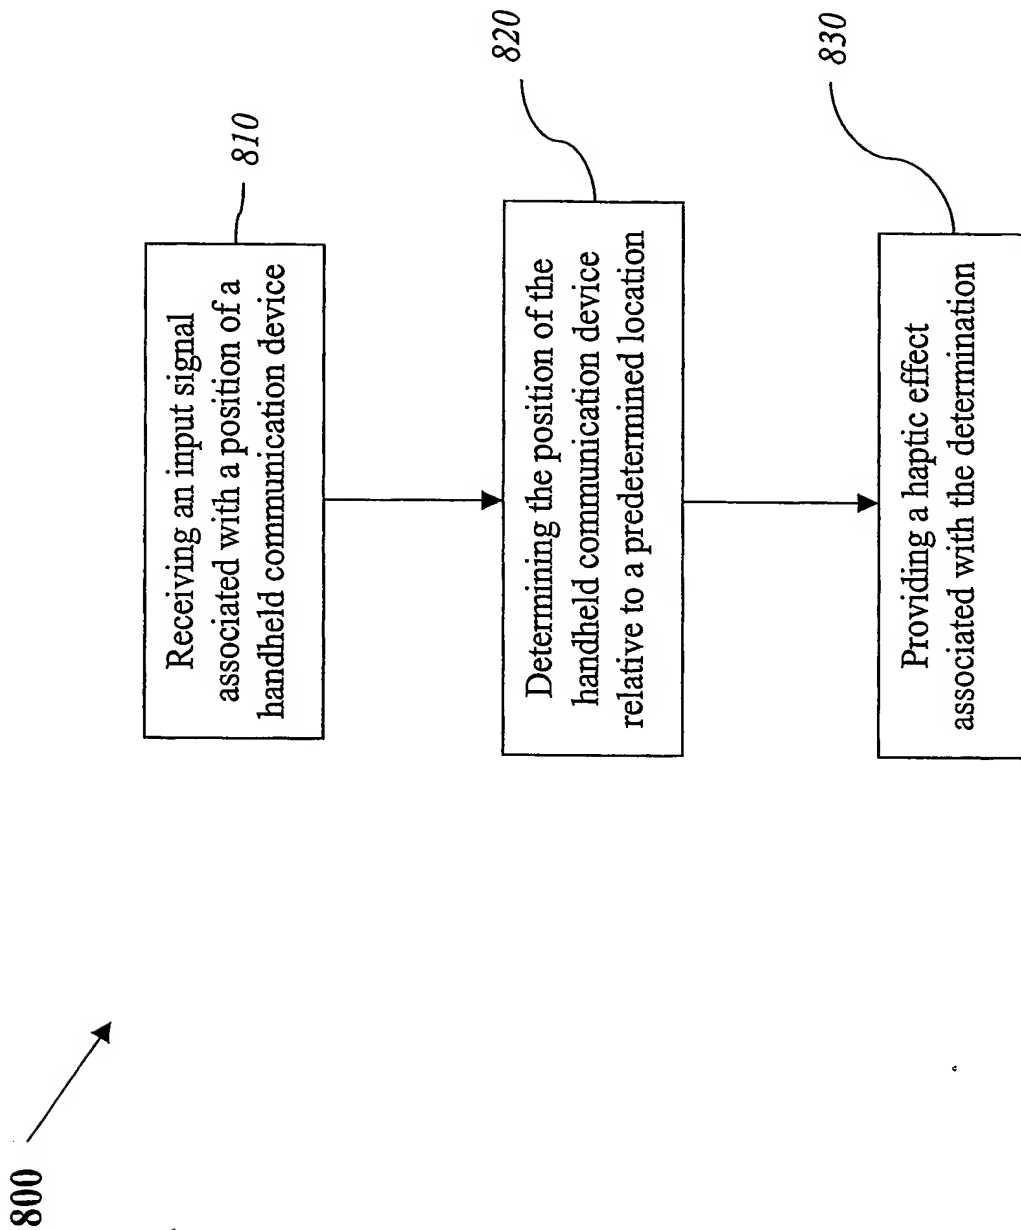 800
Receiving an input signal
associated with a position of a
handheld communication device
810
Determining the position of the
handheld communication device
relative to a predetermined location
820
Providing a haptic effect
associated with the determination
830